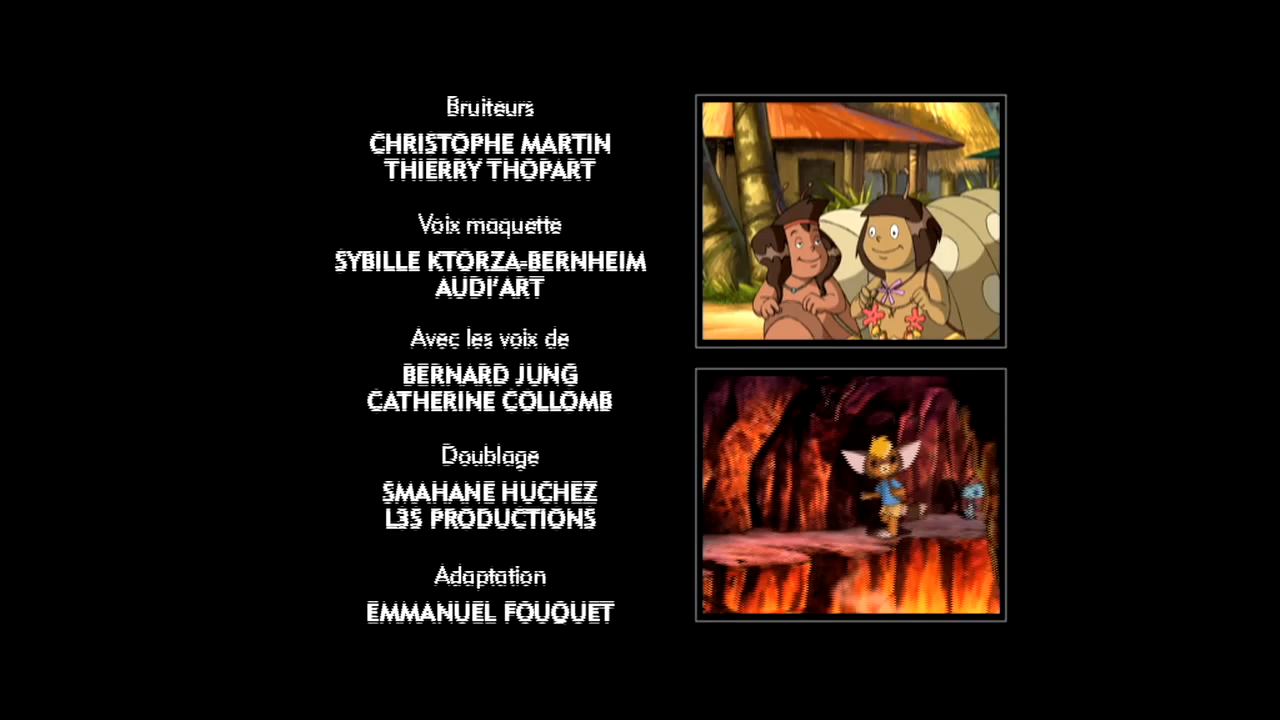 Bruiteurs
CHRISTOPHE MARTIN
THIERRY THOPART
Voix maquette
SYBILLE KTORZA-BERNHEIM
AUDI'ART
Avec les voix de
BERNARD JUNG
CATHERINE COLLOMB
Doublage
SMAHANE HUCHEZ
L3S PRODUCTIONS
Adaptation
EMMANUEL FOUQUET